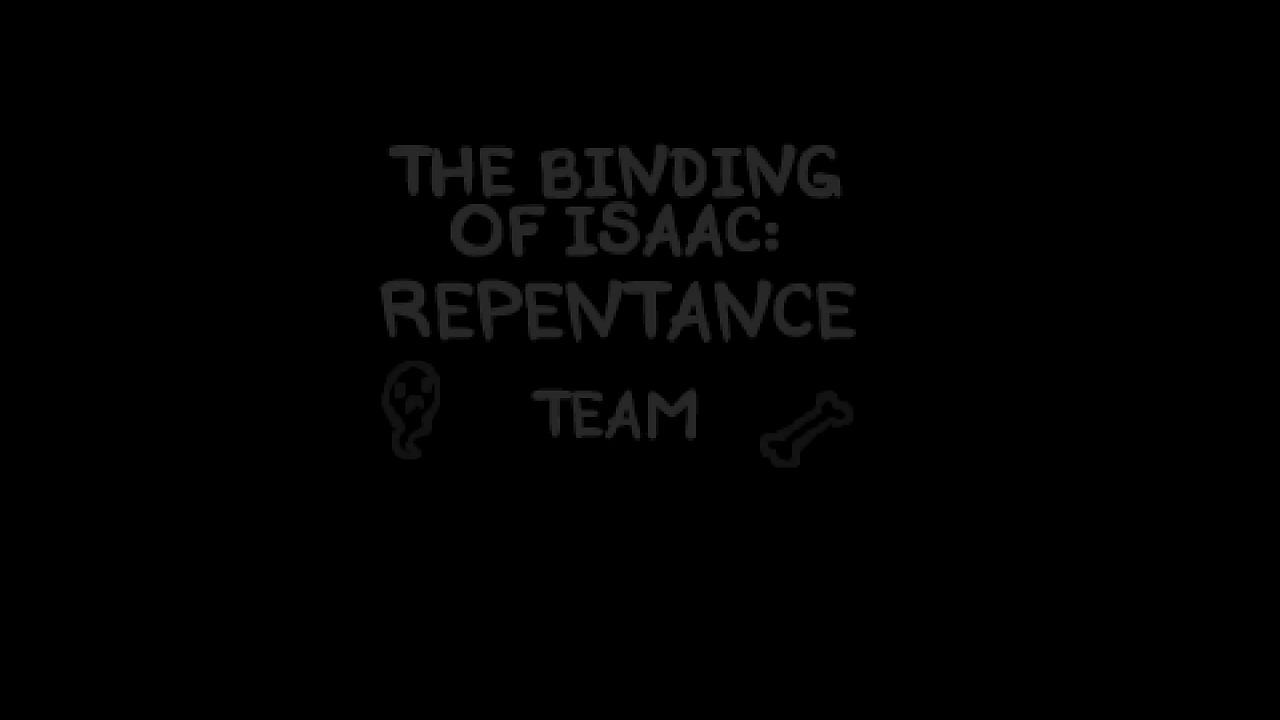 THE BINDING
OF ISAAC:
REPENTANCE
TEAM